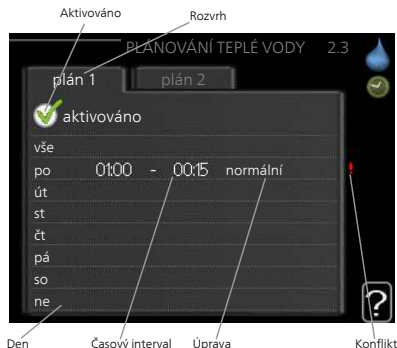 Aktivováno
Rozvrh
PLÁNOVÁNÍ TEPLÉ VODY 2.3
plán 1 plán 2
aktivováno
vše
po 01:00 - 00:15 normální
út
st
čt
pá
so
ne
?
Den Časový interval Úprava Konflikt